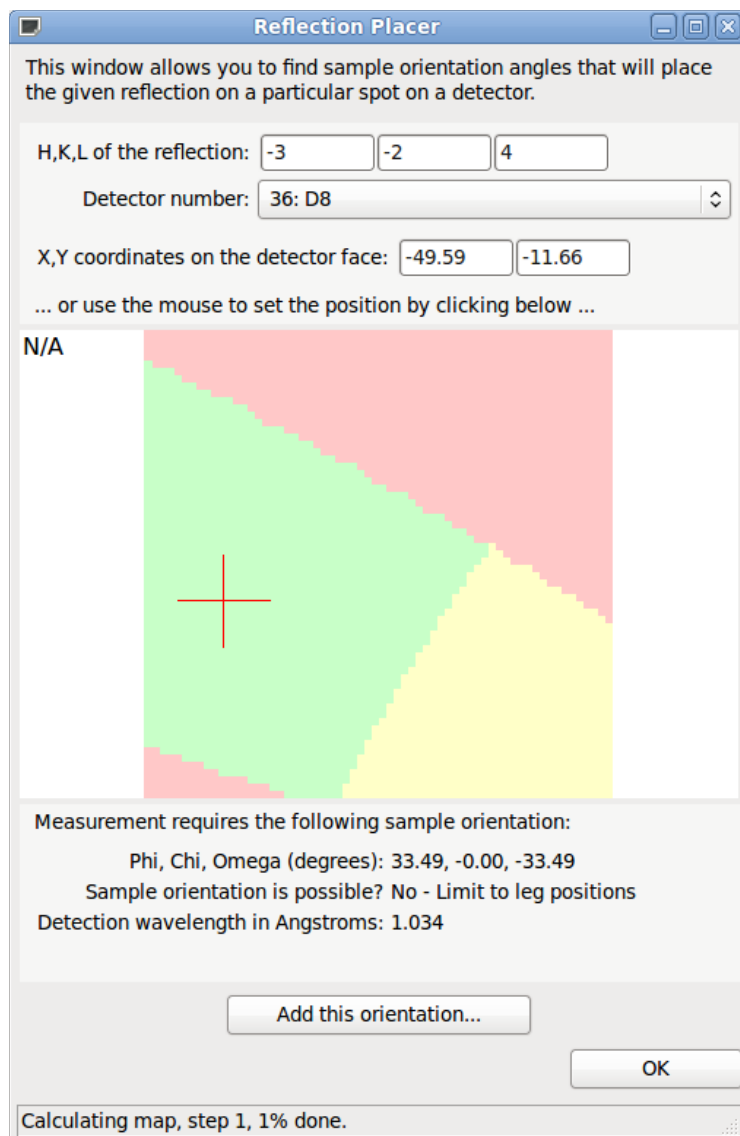 Reflection Placer
This window allows you to find sample orientation angles that will place
the given reflection on a particular spot on a detector.
H,K,L of the reflection: -3 -2 4
Detector number: 36: D8
X,Y coordinates on the detector face: -49.59 -11.66
... or use the mouse to set the position by clicking below ...
N/A
Measurement requires the following sample orientation:
Phi, Chi, Omega (degrees): 33.49, -0.00, -33.49
Sample orientation is possible? No - Limit to leg positions
Detection wavelength in Angstroms: 1.034
Add this orientation...
OK
Calculating map, step 1, 1% done.